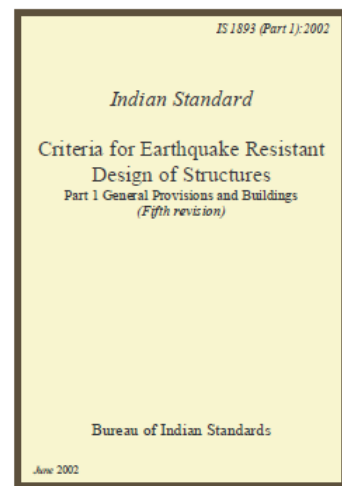 IS 1893 (Part 1): 2002
Indian Standard
Criteria for Earthquake Resistant
Design of Structures
Part 1 General Provisions and Buildings
(Fifth revision)
Bureau of Indian Standards
June 2002